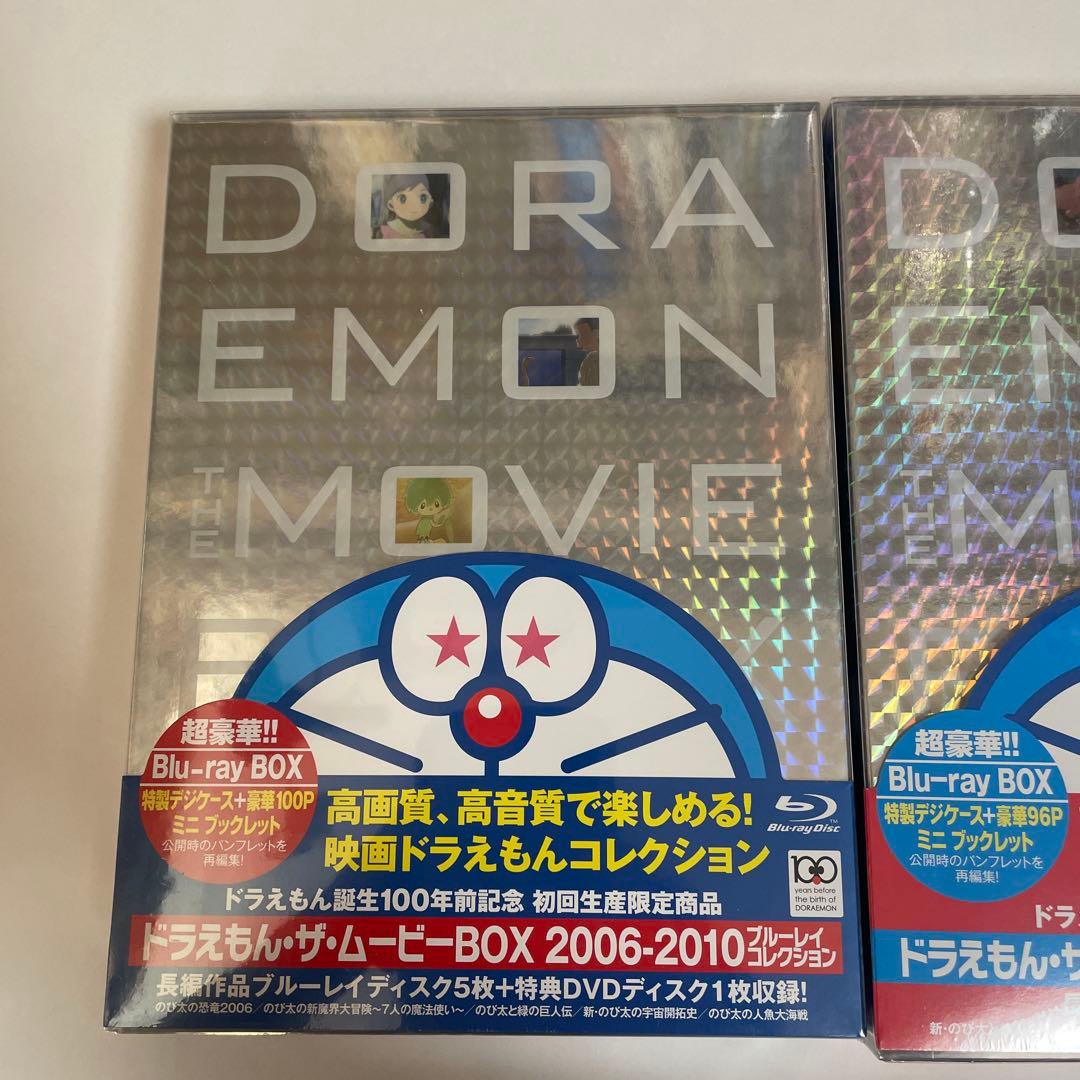 DORA
EMON
THE MOVIE
超豪華!!
Blu-ray BOX
特製デジケース+豪華100P
ミニ ブックレット
公開時のパンフレットを
再編集!
高画質、高音質で楽しめる!
映画ドラえもんコレクション
Blu-ray Disc
TM
100
years before
the birth of
DORAEMON
ドラえもん誕生100年前記念 初回生産限定商品
ドラえもん・ザ・ムービーBOX 2006-2010 ブルーレイ
コレクション
長編作品ブルーレイディスク5枚+特典DVDディスク1枚収録!
のび太の恐竜2006/のび太の新魔界大冒険~7人の魔法使い~/のび太と緑の巨人伝/新・のび太の宇宙開拓史/のび太の人魚大海戦
DO
EM
THE M
超豪華!!
Blu-ray BOX
特製デジケース+豪華96P
ミニ ブックレット
公開時のパンフレットを
再編集!
ドラ
ドラえもん・ザ
新・のび太と